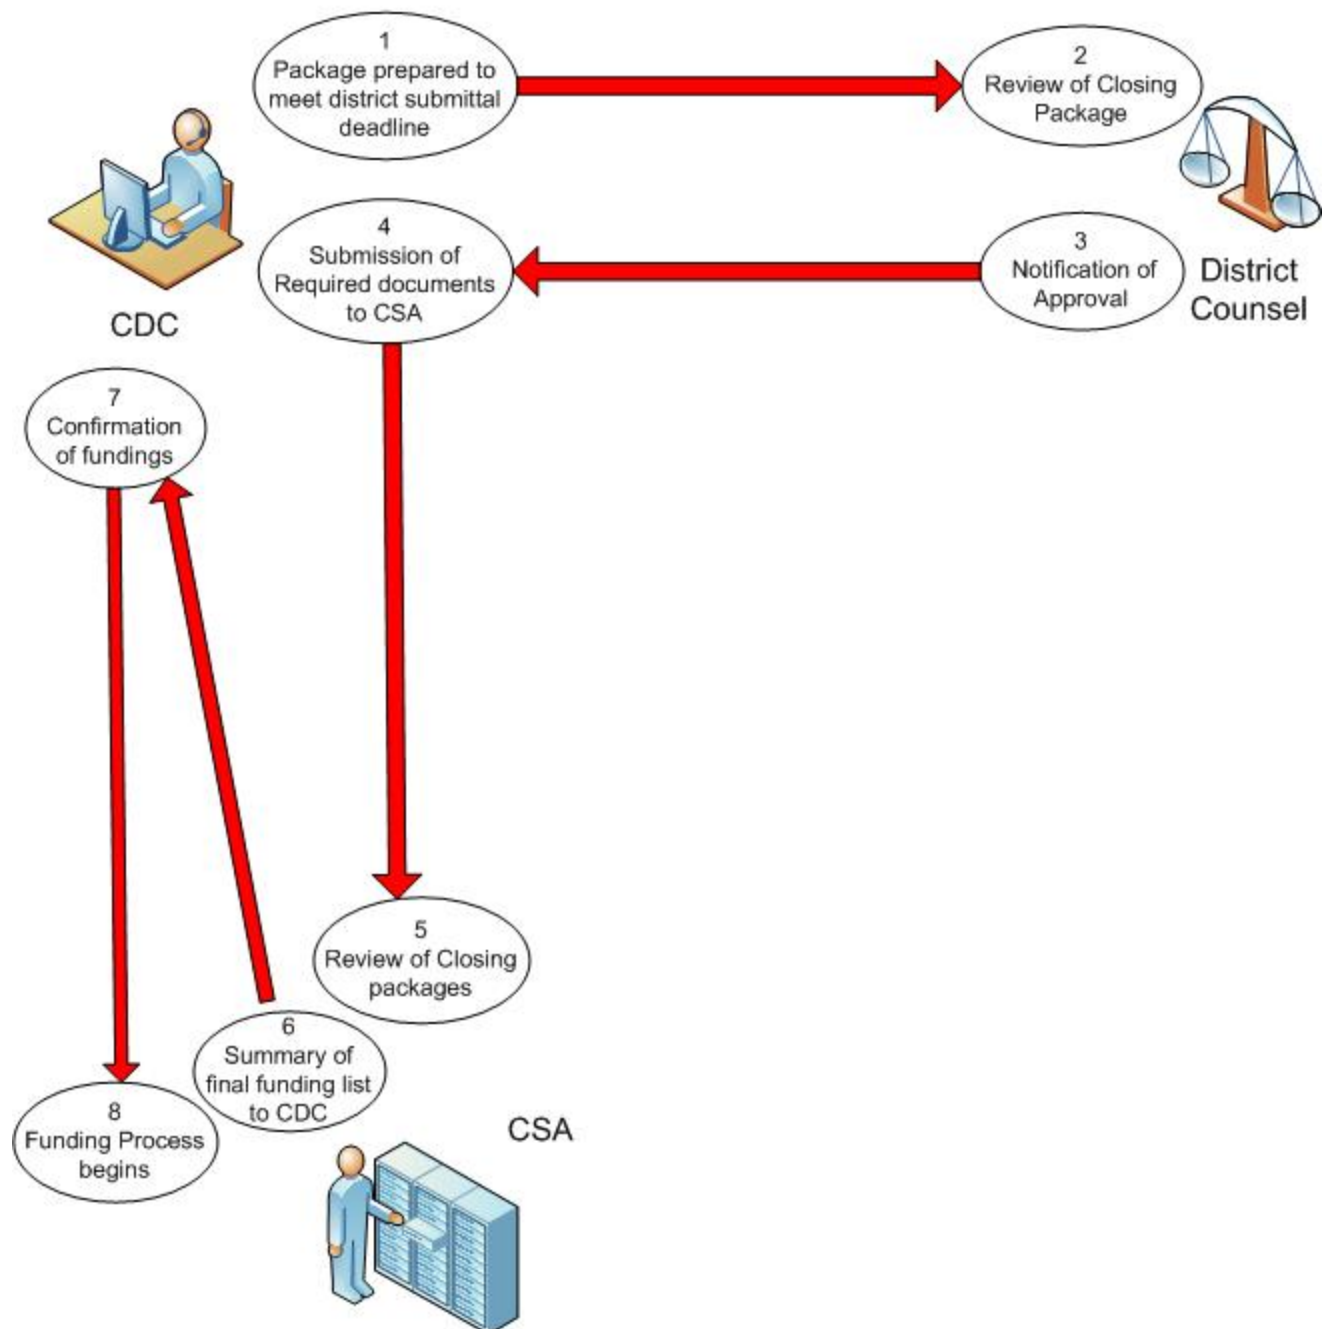 1
Package prepared to
meet district submittal
deadline
2
Review of Closing
Package
CDC
4
Submission of
Required documents
to CSA
3
Notification of
Approval
District
Counsel
7
Confirmation
of fundings
5
Review of Closing
packages
6
Summary of
final funding list
to CDC
8
Funding Process
begins
CSA